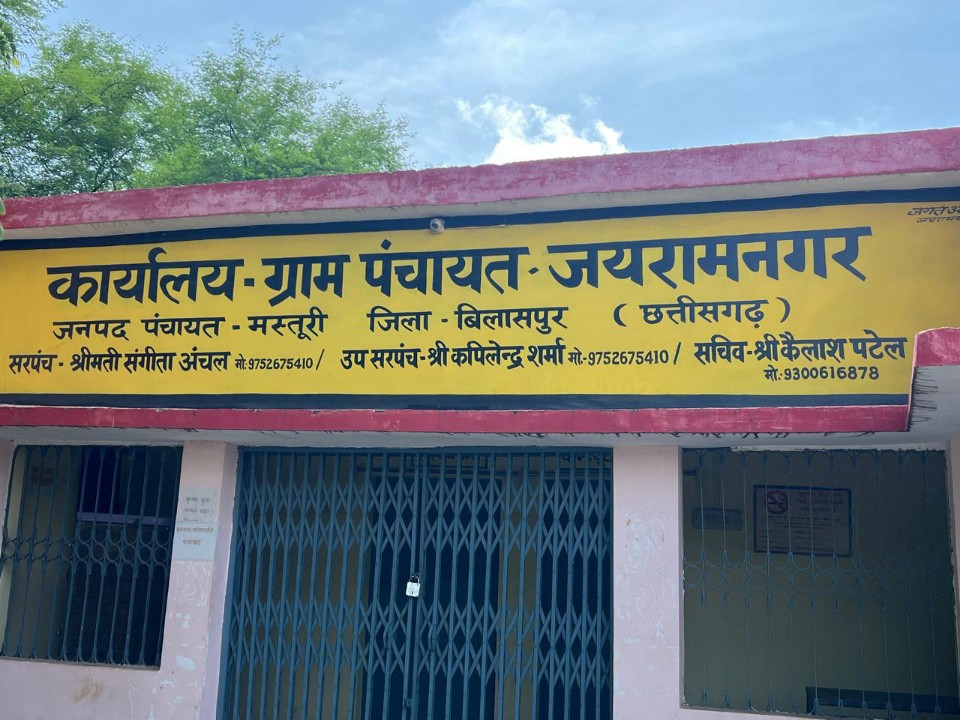 कार्यालय - ग्राम पंचायत - जयरामनगर
जनपद पंचायत - मस्तूरी जिला - बिलासपुर ( छत्तीसगढ़ )
सरपंच - श्रीमती संगीता अंचल मो.-9752675410 / उप सरपंच - श्री कपिलेन्द्र शर्मा मो.-9752675410 / सचिव - श्री कैलाश पटेल
मो.-9300616878